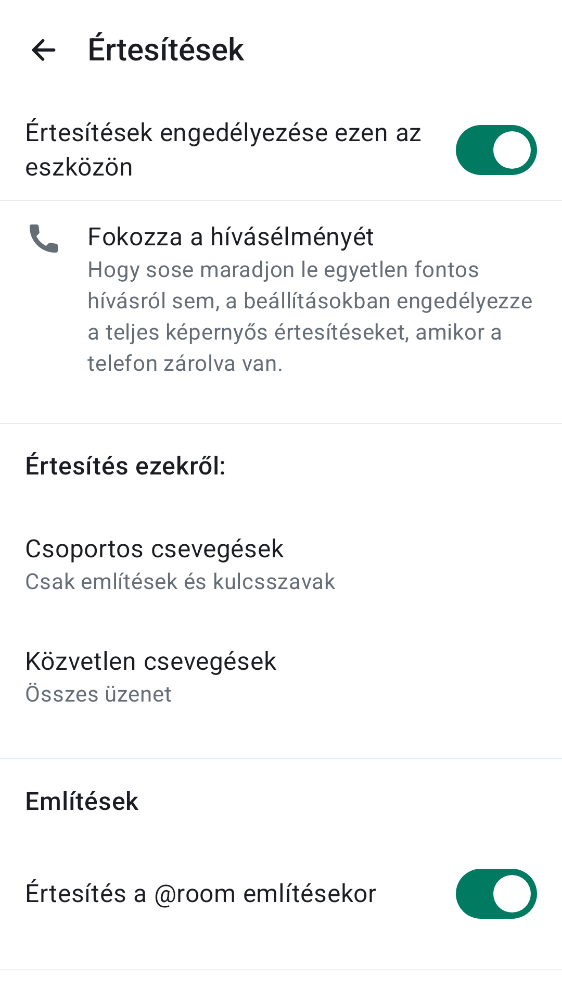 Értesítések
Értesítések engedélyezése ezen az
eszközön
Fokozza a hívásélményét
Hogy sose maradjon le egyetlen fontos
hívásról sem, a beállításokban engedélyezze
a teljes képernyős értesítéseket, amikor a
telefon zárolva van.
Értesítés ezekről:
Csoportos csevegések
Csak említések és kulcsszavak
Közvetlen csevegések
Összes üzenet
Említések
Értesítés a @room említésekor